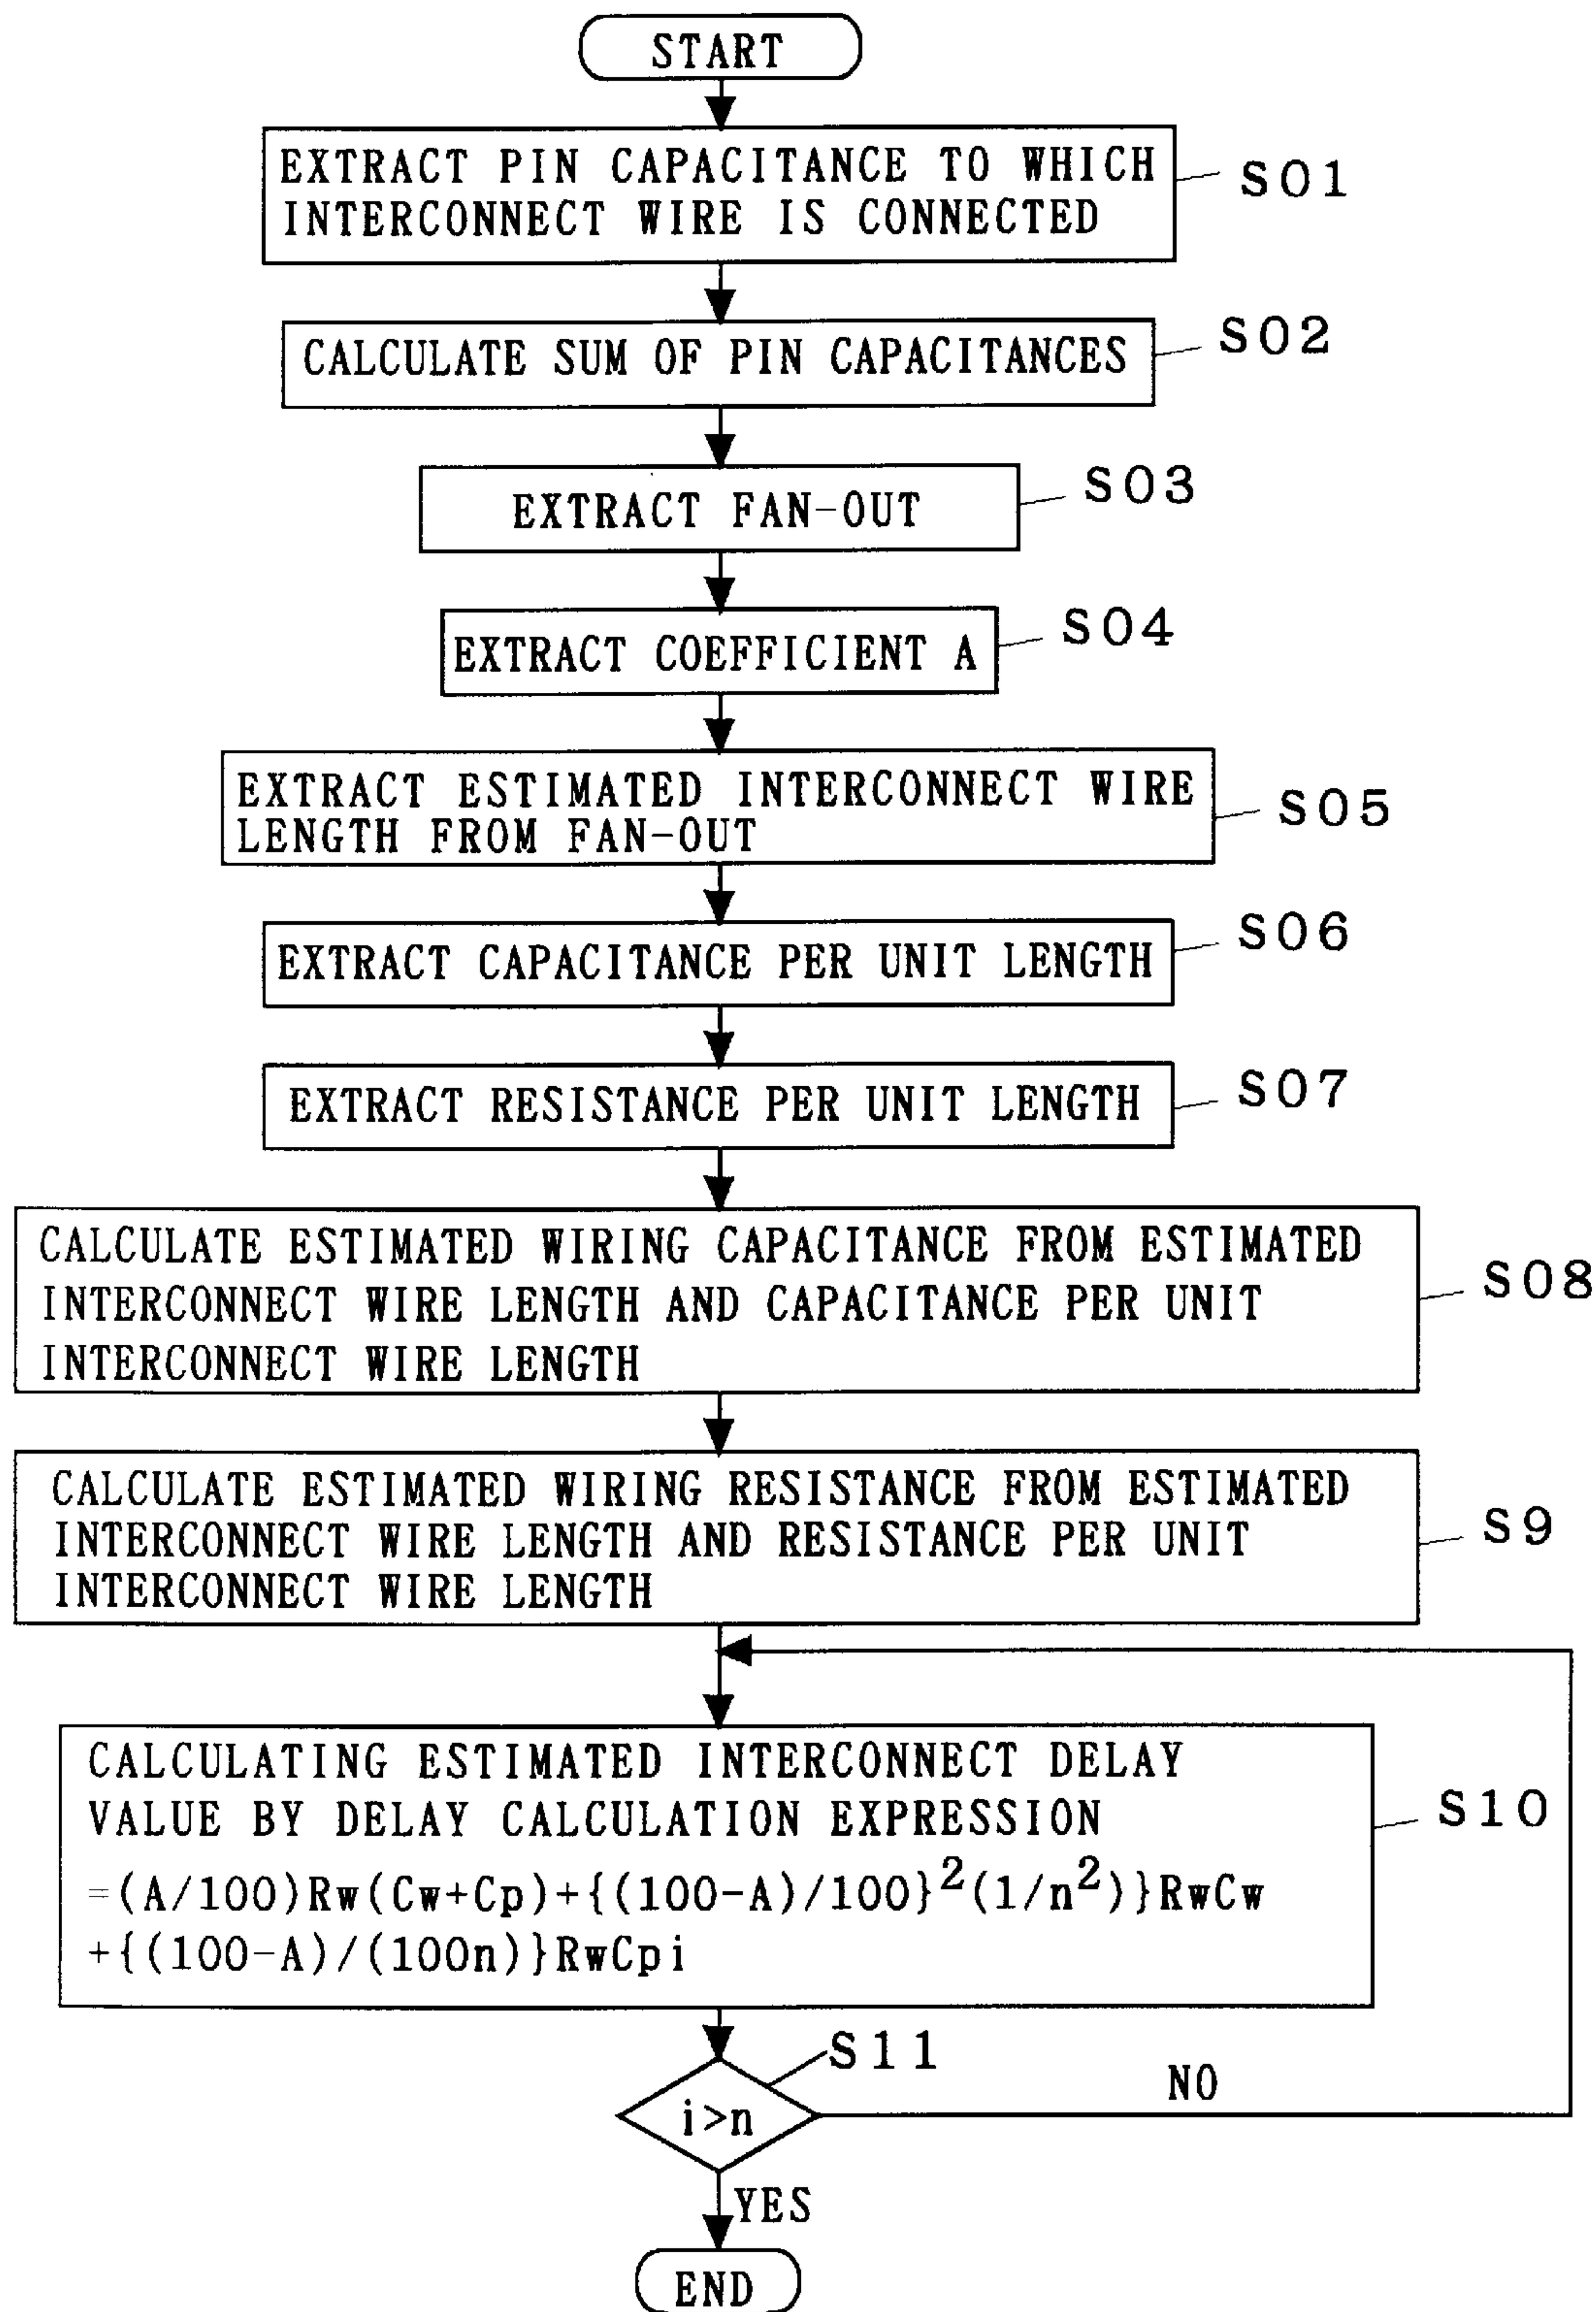 START
EXTRACT PIN CAPACITANCE TO WHICH
INTERCONNECT WIRE IS CONNECTED
S01
CALCULATE SUM OF PIN CAPACITANCES
S02
EXTRACT FAN-OUT
S03
EXTRACT COEFFICIENT A
S04
EXTRACT ESTIMATED INTERCONNECT WIRE
LENGTH FROM FAN-OUT
S05
EXTRACT CAPACITANCE PER UNIT LENGTH
S06
EXTRACT RESISTANCE PER UNIT LENGTH
S07
CALCULATE ESTIMATED WIRING CAPACITANCE FROM ESTIMATED
INTERCONNECT WIRE LENGTH AND CAPACITANCE PER UNIT
INTERCONNECT WIRE LENGTH
S08
CALCULATE ESTIMATED WIRING RESISTANCE FROM ESTIMATED
INTERCONNECT WIRE LENGTH AND RESISTANCE PER UNIT
INTERCONNECT WIRE LENGTH
S9
CALCULATING ESTIMATED INTERCONNECT DELAY
VALUE BY DELAY CALCULATION EXPRESSION
=(A/100)Rw(Cw+Cp)+{(100-A)/100}²(1/n²)}RwCw
+{(100-A)/(100n)}RwCpi
S10
S11
i>n
NO
YES
END